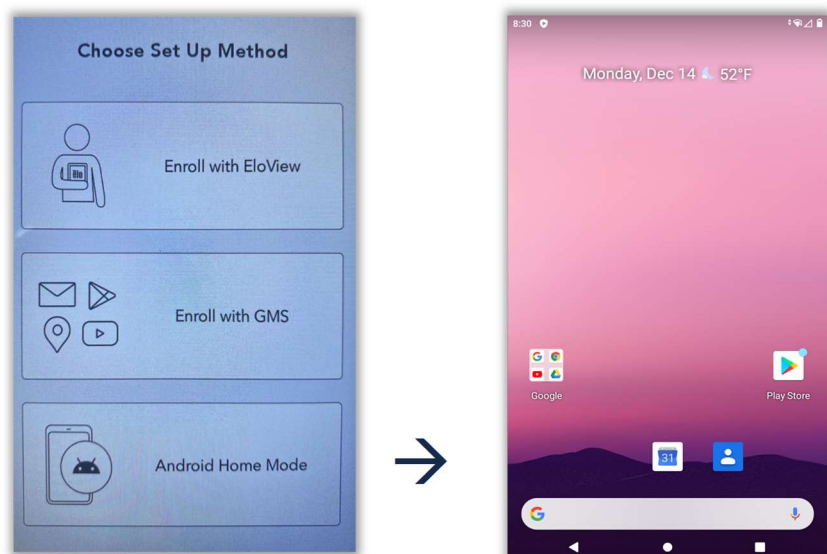 Choose Set Up Method
Elo
Enroll with EloView
Enroll with GMS
Android Home Mode
8:30
Monday, Dec 14 52°F
Google
Play Store
31
G